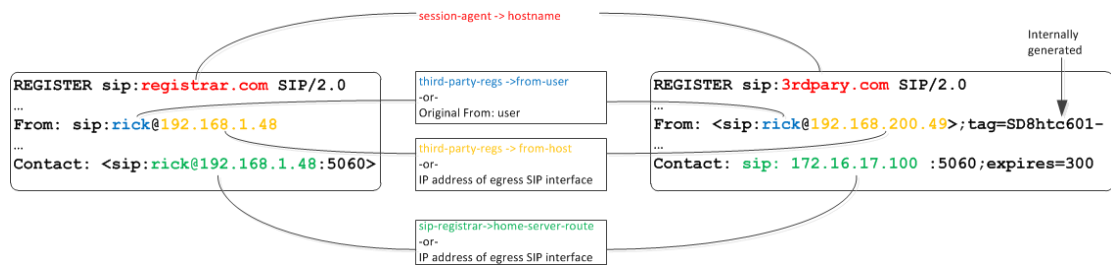 session-agent -> hostname
Internally
generated
REGISTER sip:registrar.com SIP/2.0
...
From: sip:rick@192.168.1.48
...
Contact: <sip:rick@192.168.1.48:5060>
third-party-regs ->from-user
-or-
Original From: user
third-party-regs -> from-host
-or-
IP address of egress SIP interface
sip-registrar->home-server-route
-or-
IP address of egress SIP interface
REGISTER sip:3rdpary.com SIP/2.0
...
From: <sip:rick@192.168.200.49>;tag=SD8htc601-
...
Contact: sip: 172.16.17.100 :5060;expires=300